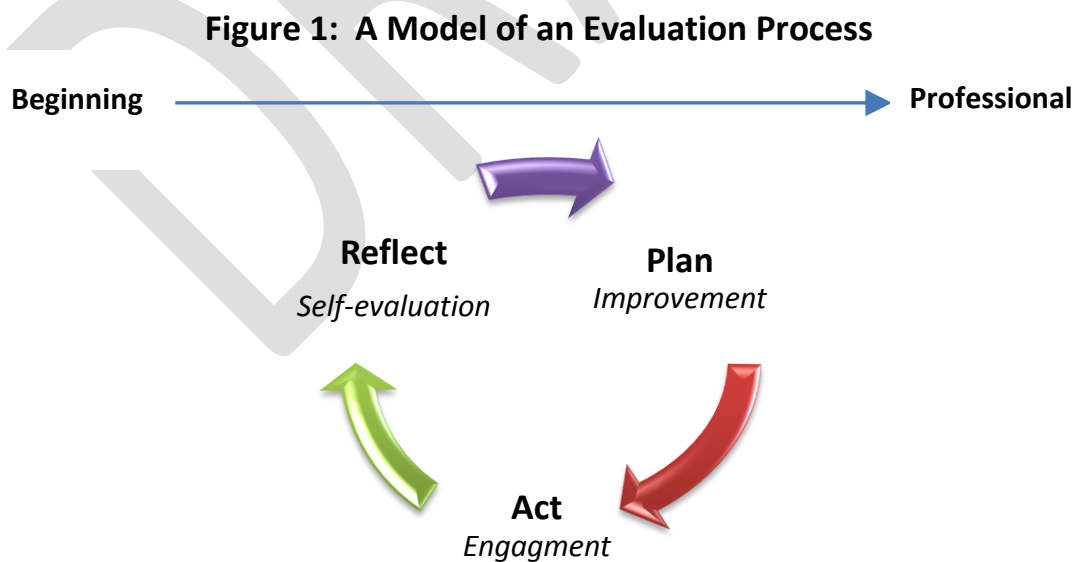 Figure 1: A Model of an Evaluation Process
Beginning
Professional
Reflect
Self-evaluation
Plan
Improvement
Act
Engagment